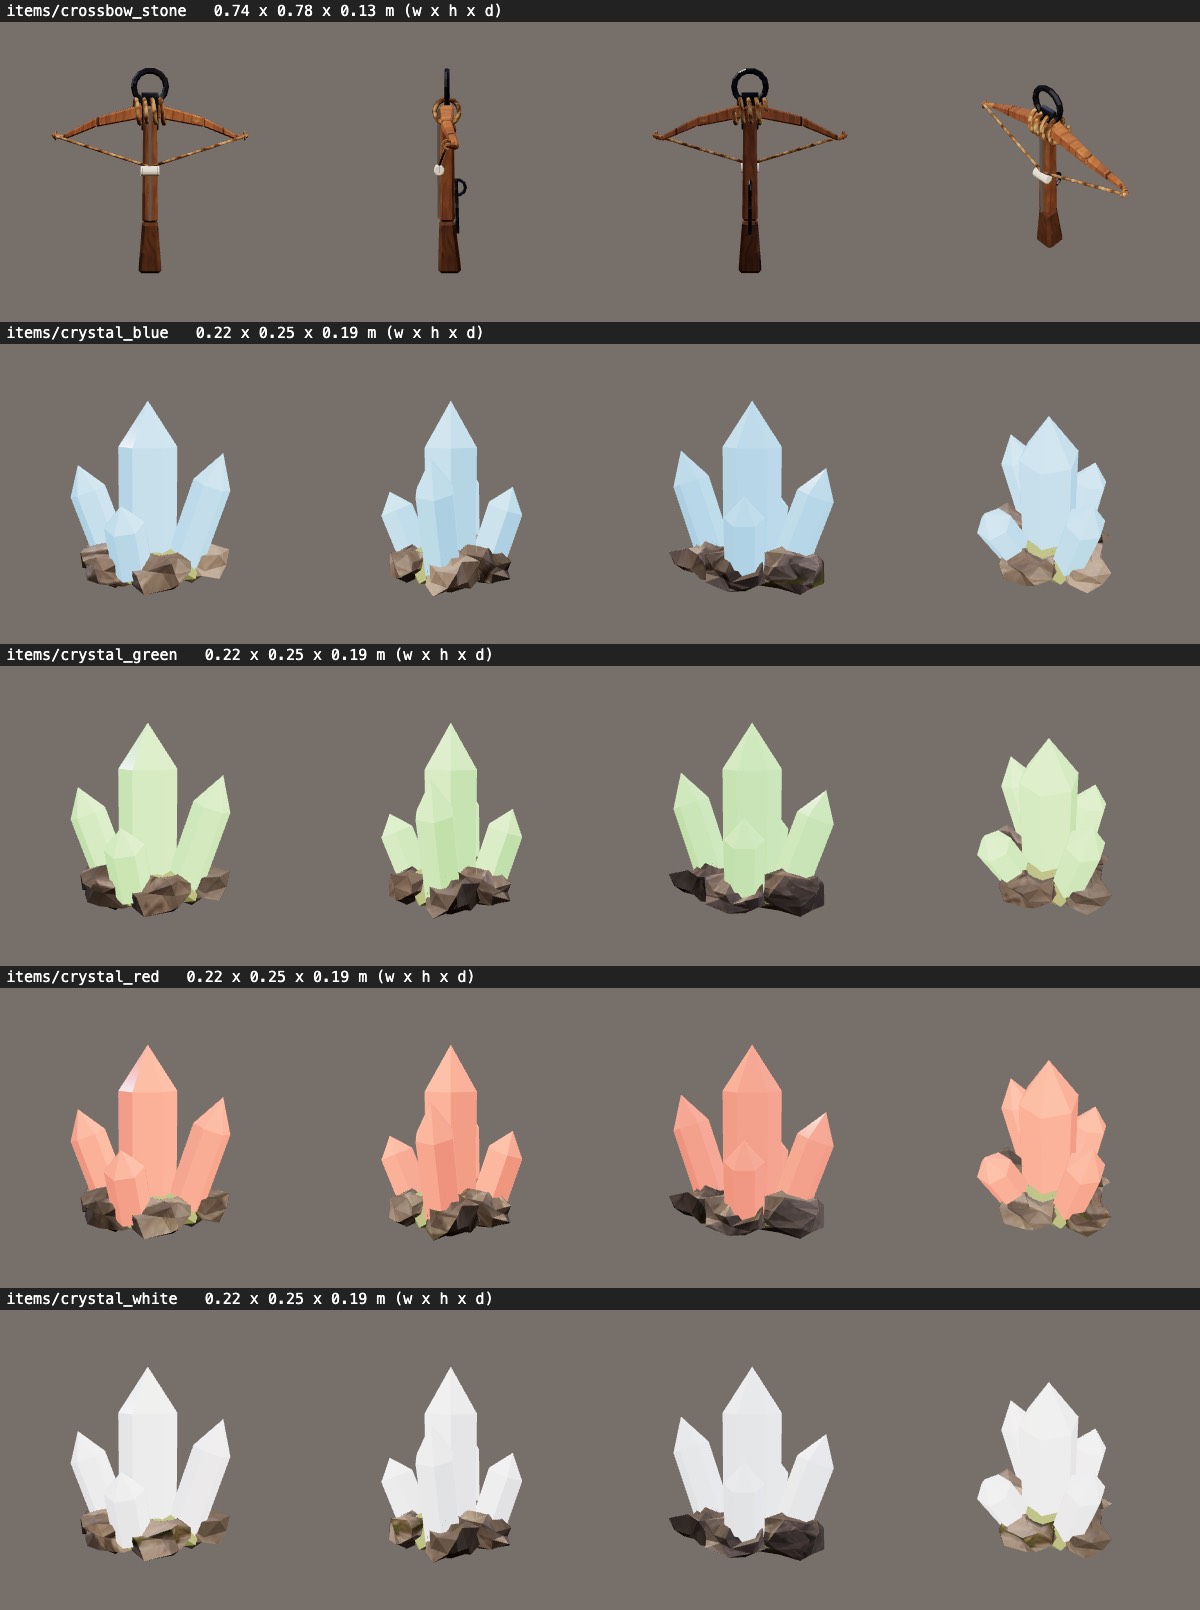 items/crossbow_stone 0.74 x 0.78 x 0.13 m (w x h x d)
items/crystal_blue 0.22 x 0.25 x 0.19 m (w x h x d)
items/crystal_green 0.22 x 0.25 x 0.19 m (w x h x d)
items/crystal_red 0.22 x 0.25 x 0.19 m (w x h x d)
items/crystal_white 0.22 x 0.25 x 0.19 m (w x h x d)